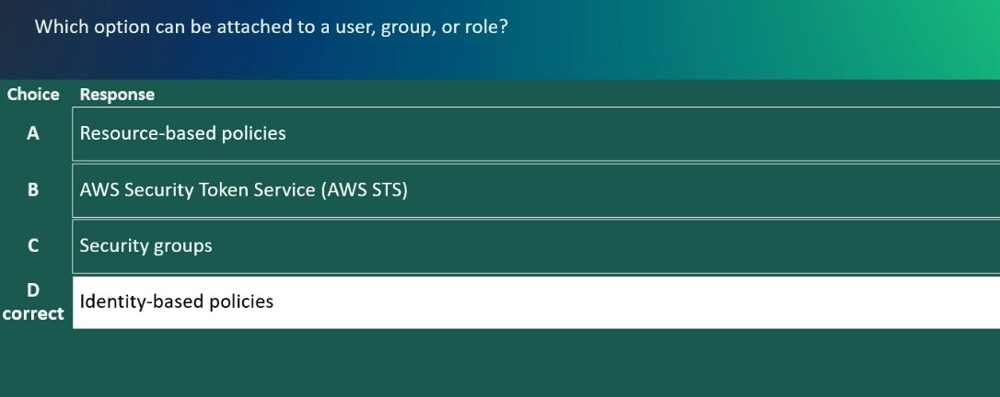 Which option can be attached to a user, group, or role?
Choice Response
A Resource-based policies
B AWS Security Token Service (AWS STS)
C Security groups
D correct Identity-based policies